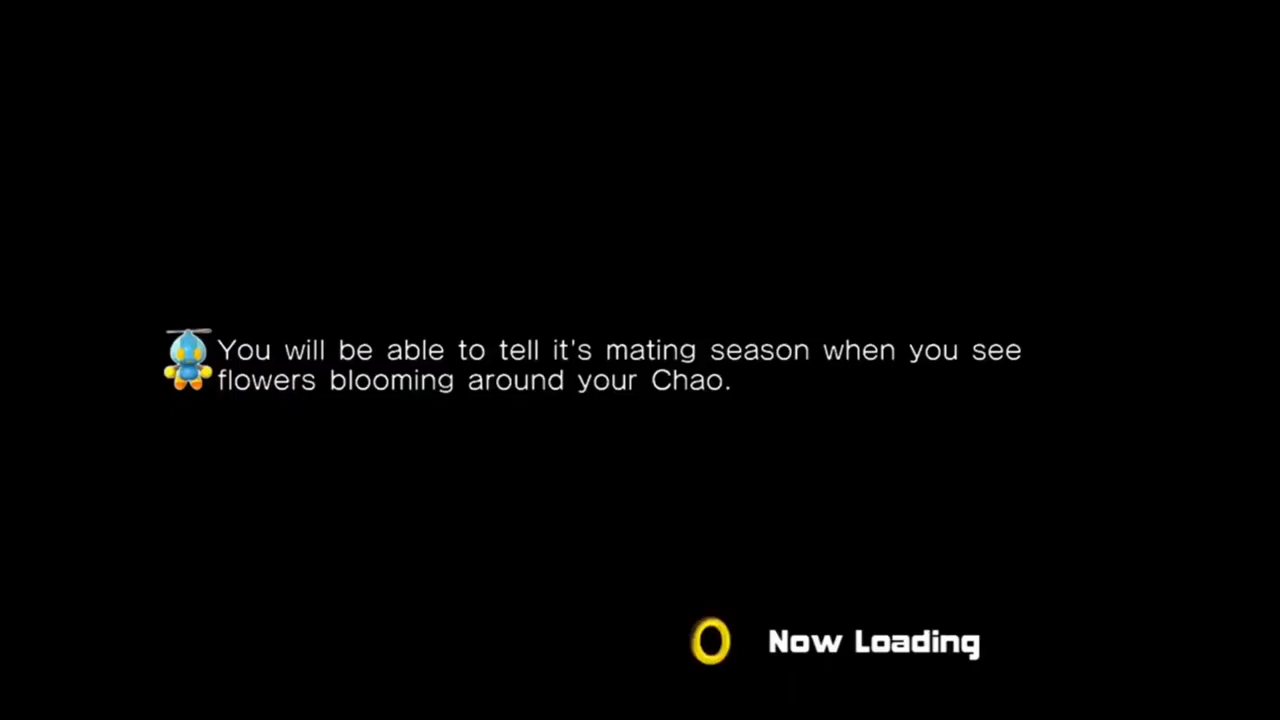 You will be able to tell it's mating season when you see
flowers blooming around your Chao.
Now Loading